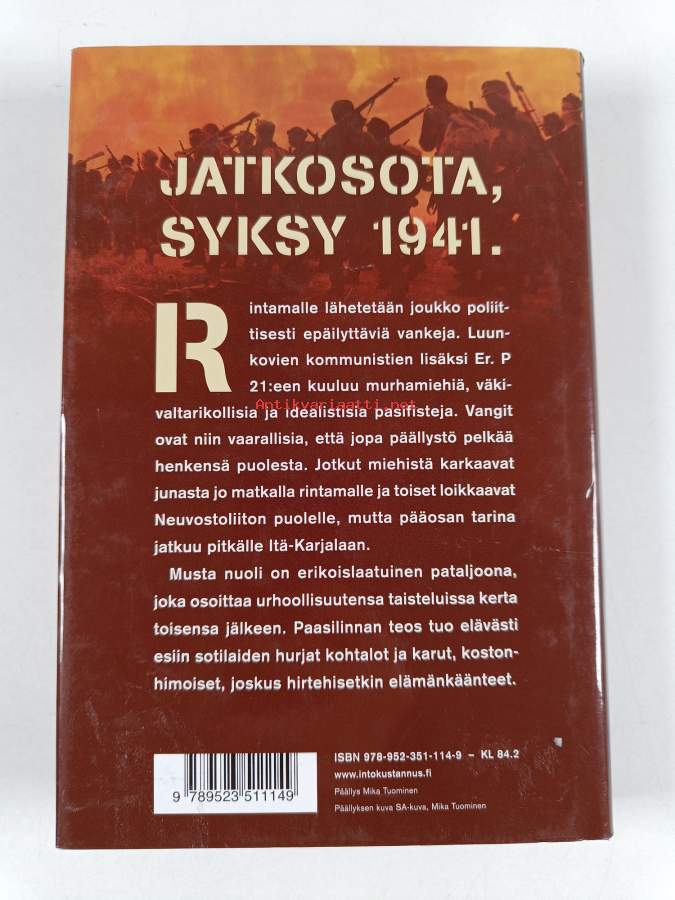 JATKOSOTA,
SYKSY 1941.
Rintamalle lähetetään joukko poliit-
tisesti epäilyttäviä vankeja. Luun-
kovien kommunistien lisäksi Er. P
21:een kuuluu murhamiehiä, väki-
Antikvariaatti.net
valtarikollisia ja idealistisia pasifisteja. Vangit
ovat niin vaarallisia, että jopa päällystö pelkää
henkensä puolesta. Jotkut miehistä karkaavat
junasta jo matkalla rintamalle ja toiset loikkaavat
Neuvostoliiton puolelle, mutta pääosan tarina
jatkuu pitkälle Itä-Karjalaan.
Musta nuoli on erikoislaatuinen pataljoona,
joka osoittaa urhoollisuutensa taisteluissa kerta
toisensa jälkeen. Paasilinnan teos tuo elävästi
esiin sotilaiden hurjat kohtalot ja karut, koston-
himoiset, joskus hirtehisetkin elämänkäänteet.
ISBN 978-952-351-114-9 – KL 84.2
www.intokustannus.fi
Päällys Mika Tuominen
Päällyksen kuva SA-kuva, Mika Tuominen
9 789523 511149